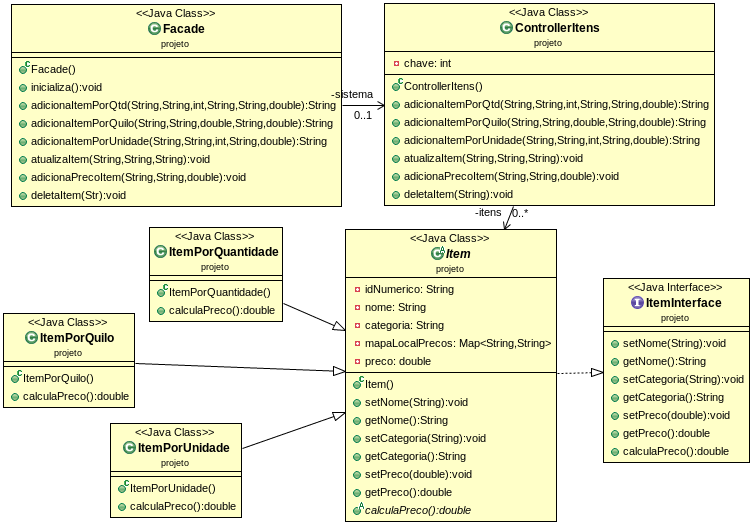 <<Java Class>>
Facade
projeto
Facade()
inicializa():void
adicionaItemPorQtd(String,String,int,String,String,double):String
adicionaItemPorQuilo(String,String,double,String,double):String
adicionaItemPorUnidade(String,String,int,String,double):String
atualizaItem(String,String,String):void
adicionaPrecoItem(String,String,double):void
deletaItem(Str):void
-sistema
0..1
<<Java Class>>
ControllerItens
projeto
chave: int
ControllerItens()
adicionaItemPorQtd(String,String,int,String,String,double):String
adicionaItemPorQuilo(String,String,double,String,double):String
adicionaItemPorUnidade(String,String,int,String,double):String
atualizaItem(String,String,String):void
adicionaPrecoItem(String,String,double):void
deletaItem(String):void
-itens
0..*
<<Java Class>>
ItemPorQuantidade
projeto
ItemPorQuantidade()
calculaPreco():double
<<Java Class>>
ItemPorQuilo
projeto
ItemPorQuilo()
calculaPreco():double
<<Java Class>>
ItemPorUnidade
projeto
ItemPorUnidade()
calculaPreco():double
<<Java Class>>
Item
projeto
idNumerico: String
nome: String
categoria: String
mapaLocalPrecos: Map<String,String>
preco: double
Item()
setNome(String):void
getNome():String
setCategoria(String):void
getCategoria():String
setPreco(double):void
getPreco():double
calculaPreco():double
<<Java Interface>>
ItemInterface
projeto
setNome(String):void
getNome():String
setCategoria(String):void
getCategoria():String
setPreco(double):void
getPreco():double
calculaPreco():double